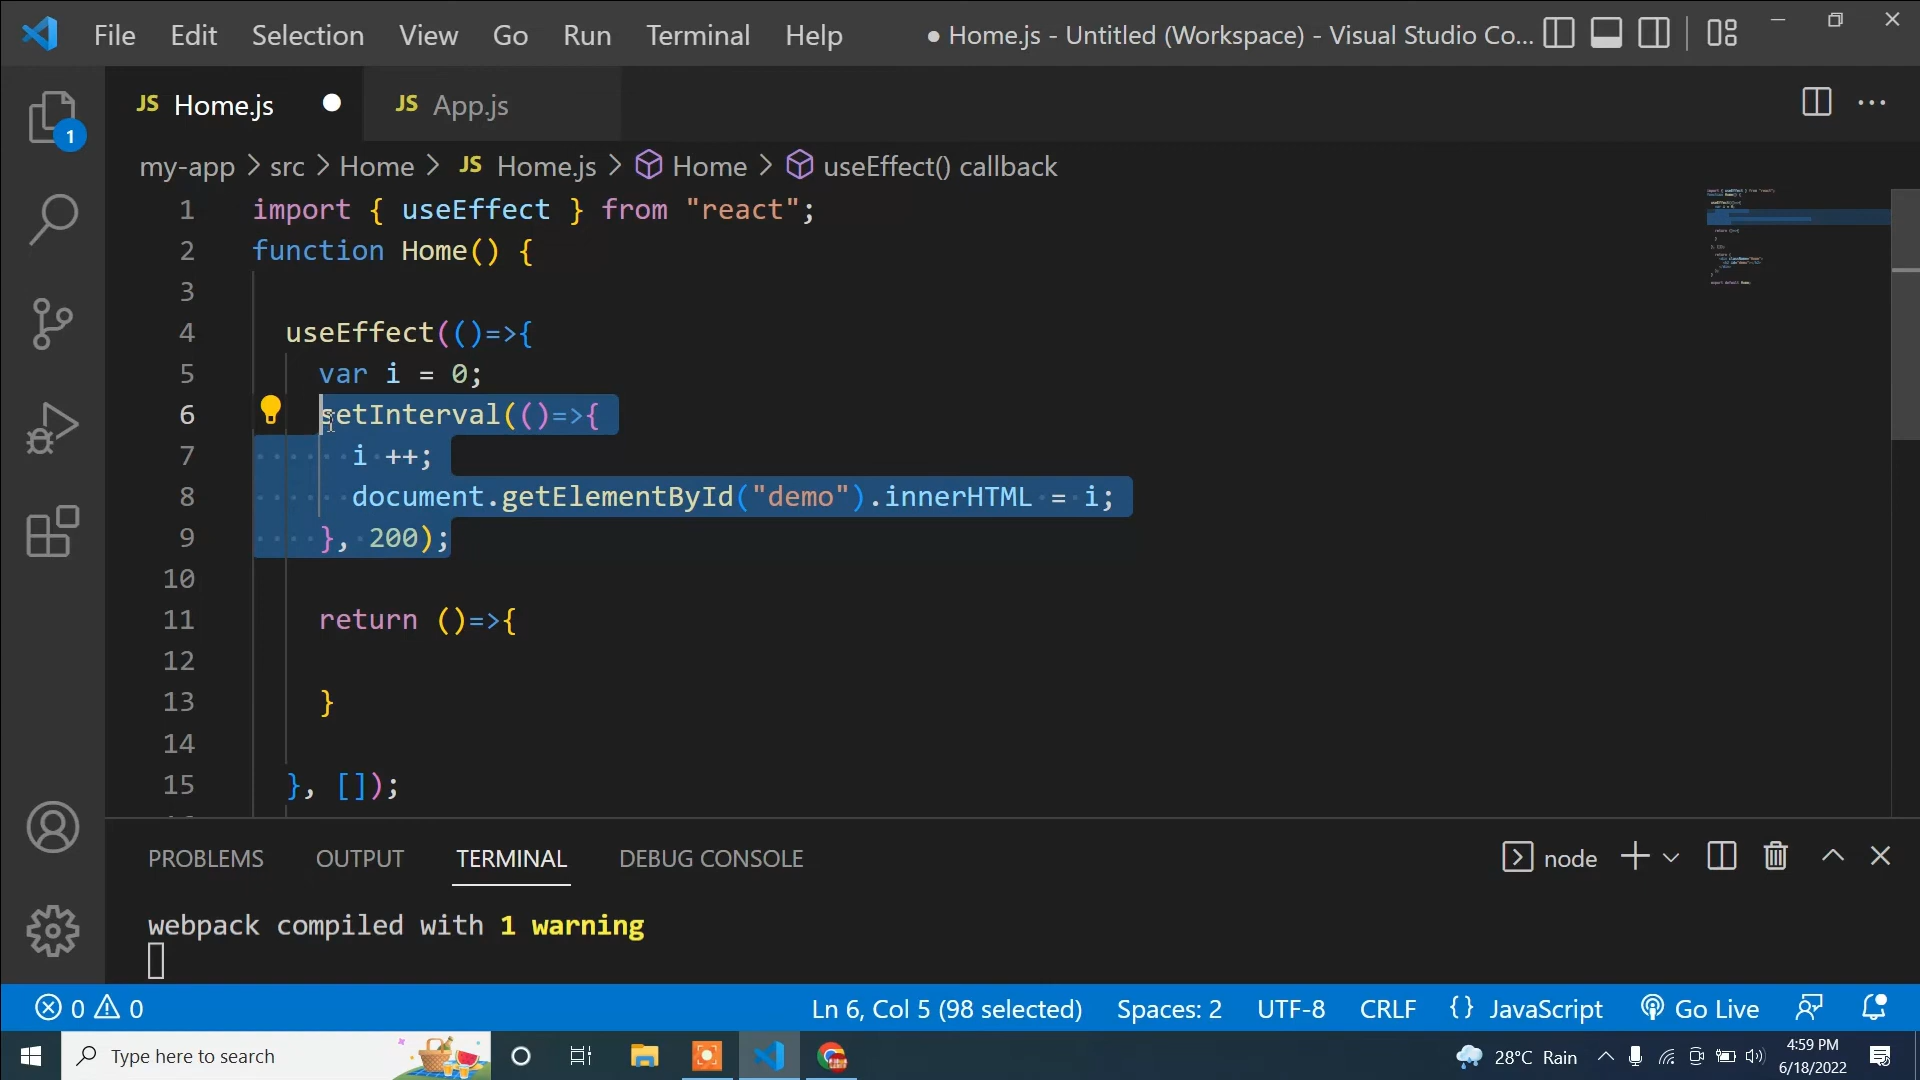 File Edit Selection View Go Run Terminal Help ● Home.js - Untitled (Workspace) - Visual Studio Co...
JS Home.js ● JS App.js
my-app > src > Home > JS Home.js > Home > useEffect() callback
1 import { useEffect } from "react";
2 function Home() {
3
4 useEffect(()=>{
5 var i = 0;
6 setInterval(()=>{
7 i ++;
8 document.getElementById("demo").innerHTML = i;
9 }, 200);
10
11 return ()=>{
12
13 }
14
15 }, []);
1
PROBLEMS OUTPUT TERMINAL DEBUG CONSOLE node
webpack compiled with 1 warning
0 0 Ln 6, Col 5 (98 selected) Spaces: 2 UTF-8 CRLF {} JavaScript Go Live
Type here to search 28°C Rain 4:59 PM
6/18/2022